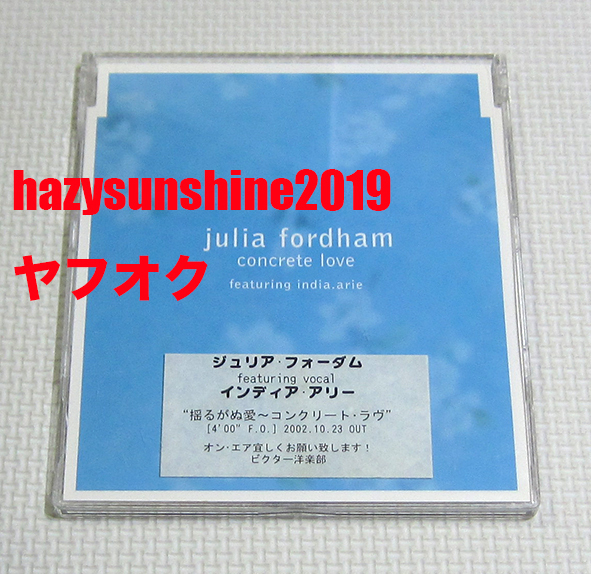 hazysunshine2019
julia fordham
concrete love
ヤフオク
featuring india.arie
ジュリア・フォーダム
featuring vocal
インディア・アリー
“揺るがぬ愛～コンクリート・ラヴ”
[4'00" F.O.] 2002.10.23 OUT
オン・エア宜しくお願い致します！
ビクター洋楽部